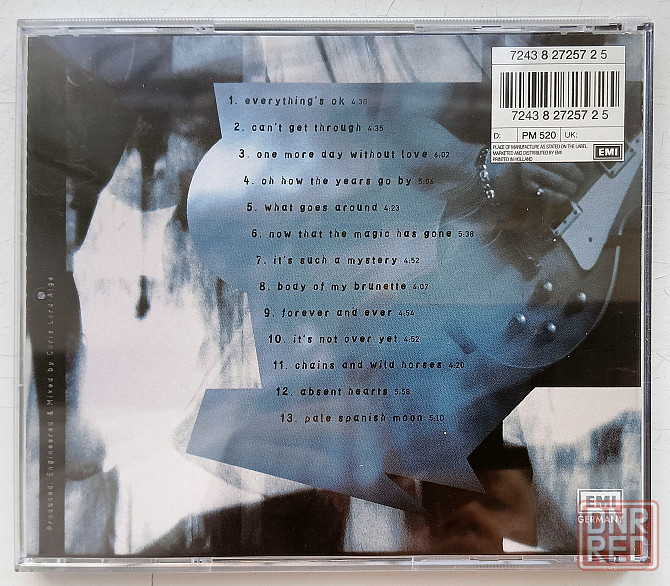 7243 8 27257 2 5
7243 8 27257 2 5
D: PM 520 UK:
PLACE OF MANUFACTURE AS STATED ON THE LABEL
MARKETED AND DISTRIBUTED BY EMI
PRINTED IN HOLLAND
EMI
1. everything's ok 4:30
2. can't get through 4:35
3. one more day without love 6:02
4. oh how the years go by 5:06
5. what goes around 4:23
6. now that the magic has gone 5:38
7. it's such a mystery 4:52
8. body of my brunette 4:07
9. forever and ever 4:54
10. it's not over yet 4:52
11. chains and wild horses 4:20
12. absent hearts 5:58
13. pale spanish moon 5:10
Produced, Engineered & Mixed by Chris Lord-Alge
EMI
GERMANY
DNR
RED